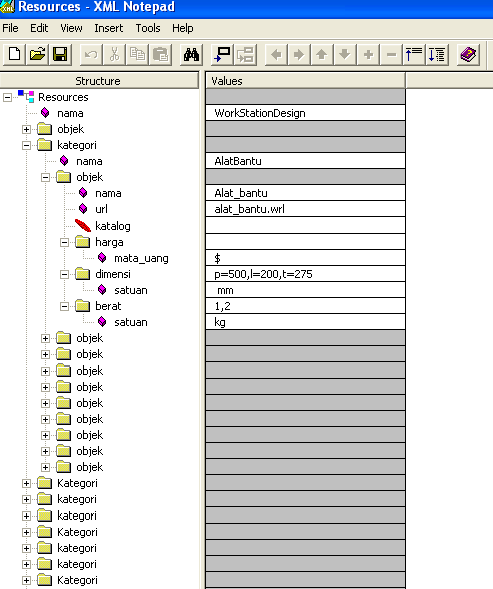 Resources - XML Notepad
File Edit View Insert Tools Help
Structure Values
Resources
nama WorkStationDesign
objek
kategori
nama AlatBantu
objek
nama Alat_bantu
url alat_bantu.wrl
katalog
harga
mata_uang $
dimensi p=500,l=200,t=275
satuan mm
berat 1,2
satuan kg
objek
objek
objek
objek
objek
objek
objek
objek
objek
Kategori
kategori
kategori
Kategori
kategori
kategori
Kategori